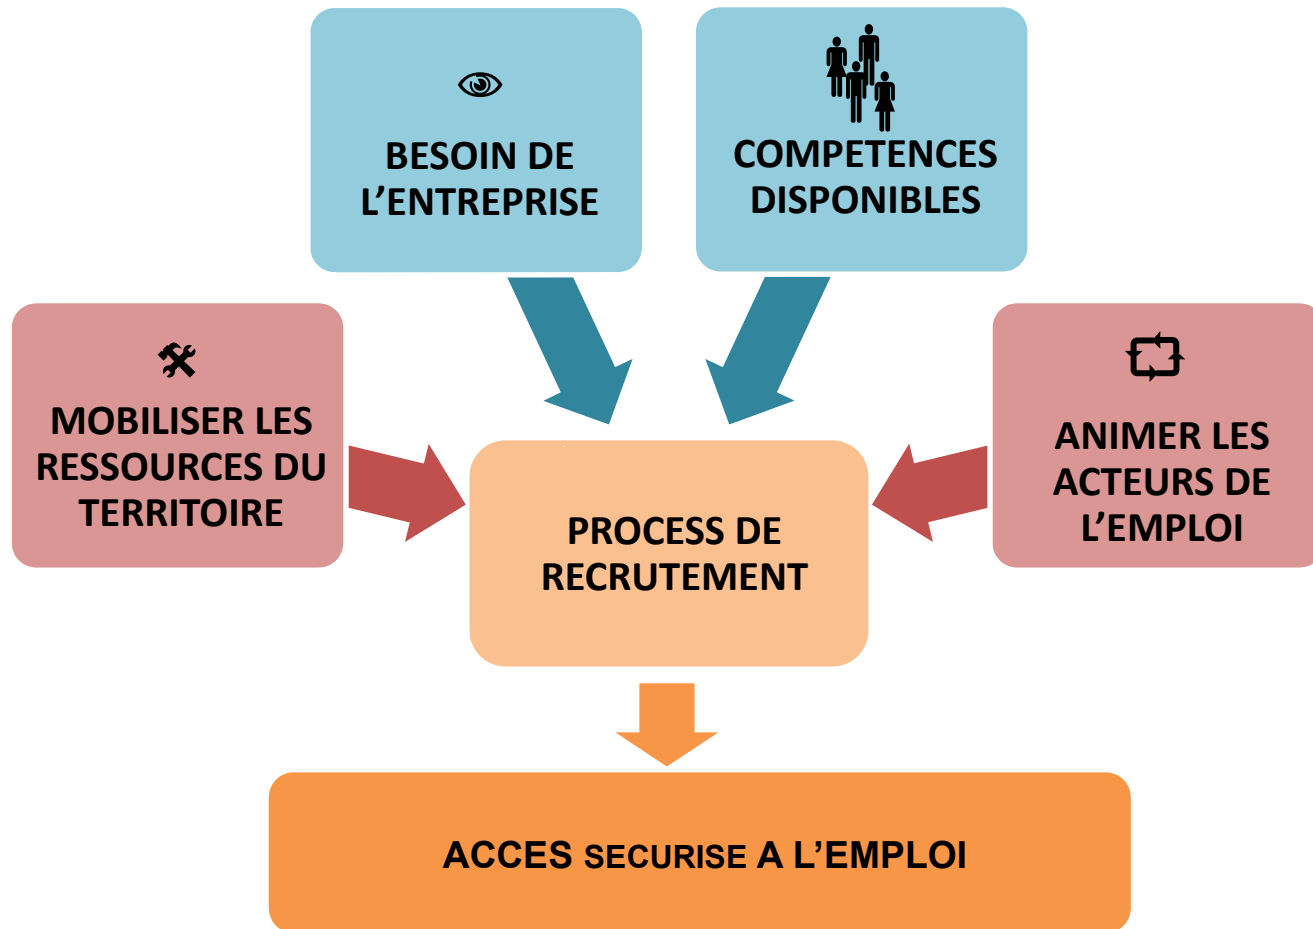 BESOIN DE
L’ENTREPRISE
COMPETENCES
DISPONIBLES
MOBILISER LES
RESSOURCES DU
TERRITOIRE
ANIMER LES
ACTEURS DE
L’EMPLOI
PROCESS DE
RECRUTEMENT
ACCES SECURISE A L’EMPLOI